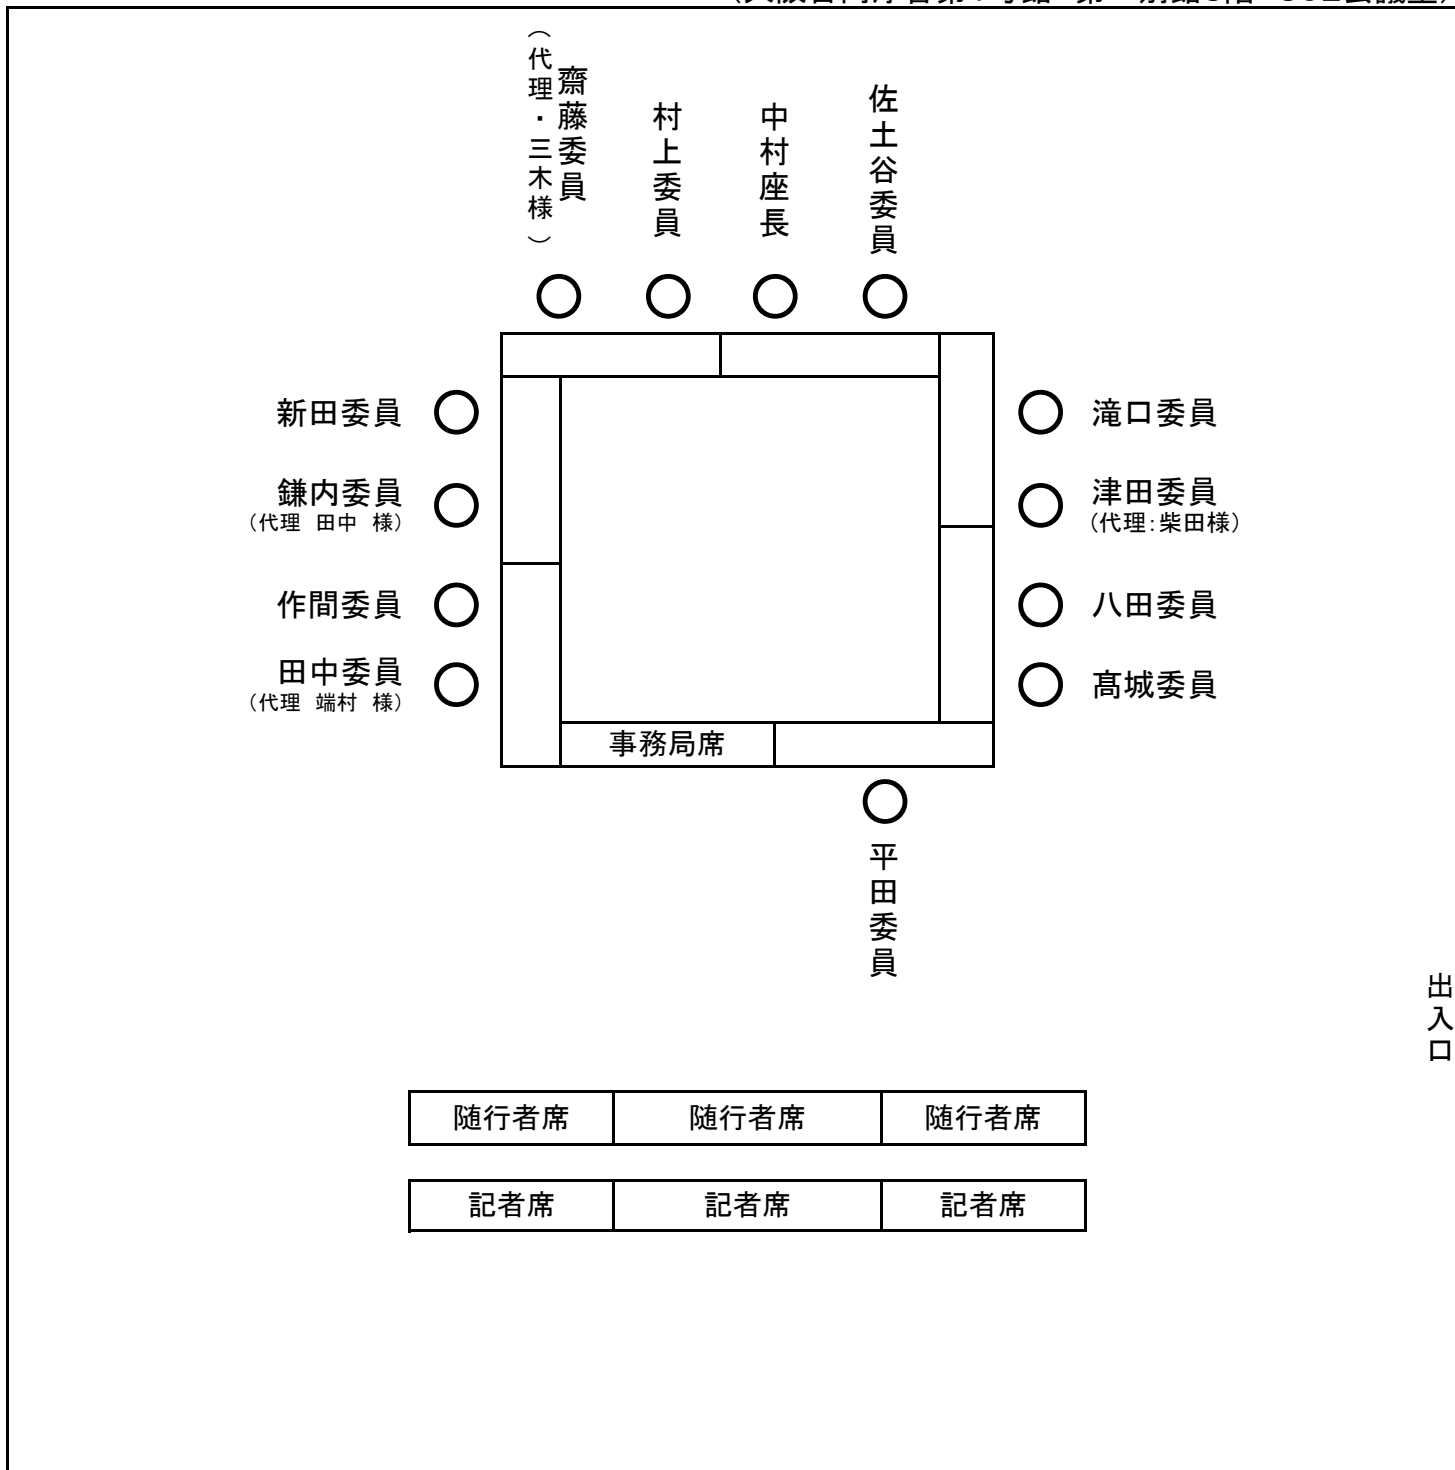 齋藤委員
（代理・三木様）
村上委員
中村座長
佐土谷委員
新田委員
鎌内委員
（代理 田中 様）
作間委員
田中委員
（代理 端村 様）
滝口委員
津田委員
（代理：柴田様）
八田委員
髙城委員
事務局席
平田委員
出入口
随行者席 随行者席 随行者席
記者席 記者席 記者席